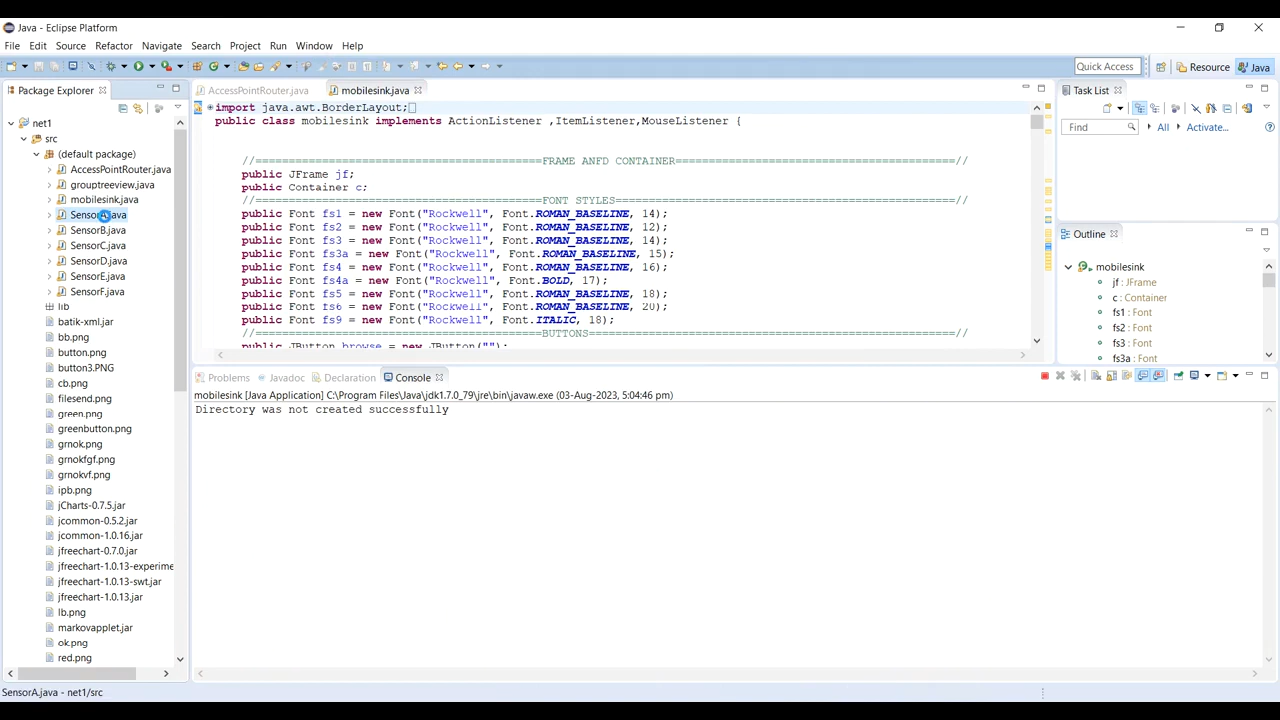 Java - Eclipse Platform
File Edit Source Refactor Navigate Search Project Run Window Help
Quick Access Resource Java
Package Explorer
net1
src
(default package)
AccessPointRouter.java
grouptreeview.java
mobilesink.java
SensorA.java
SensorB.java
SensorC.java
SensorD.java
SensorE.java
SensorF.java
lib
batik-xml.jar
bb.png
button.png
button3.PNG
cb.png
filesend.png
green.png
greenbutton.png
grnok.png
grnokfgf.png
grnokvf.png
ipb.png
jCharts-0.7.5.jar
jcommon-0.5.2.jar
jcommon-1.0.16.jar
jfreechart-0.7.0.jar
jfreechart-1.0.13-experime
jfreechart-1.0.13-swt.jar
jfreechart-1.0.13.jar
lb.png
markovapplet.jar
ok.png
red.png
AccessPointRouter.java mobilesink.java
import java.awt.BorderLayout;
public class mobilesink implements ActionListener ,ItemListener,MouseListener {
//===========================================FRAME ANFD CONTAINER==========================================//
public JFrame jf;
public Container c;
//===========================================FONT STYLES===================================================//
public Font fs1 = new Font("Rockwell", Font.ROMAN_BASELINE, 14);
public Font fs2 = new Font("Rockwell", Font.ROMAN_BASELINE, 12);
public Font fs3 = new Font("Rockwell", Font.ROMAN_BASELINE, 14);
public Font fs3a = new Font("Rockwell", Font.ROMAN_BASELINE, 15);
public Font fs4 = new Font("Rockwell", Font.ROMAN_BASELINE, 16);
public Font fs4a = new Font("Rockwell", Font.BOLD, 17);
public Font fs5 = new Font("Rockwell", Font.ROMAN_BASELINE, 18);
public Font fs6 = new Font("Rockwell", Font.ROMAN_BASELINE, 20);
public Font fs9 = new Font("Rockwell", Font.ITALIC, 18);
//===========================================BUTTONS=======================================================//
public JButton browse = new JButton("");
Task List
Find All Activate...
Outline
mobilesink
jf : JFrame
c : Container
fs1 : Font
fs2 : Font
fs3 : Font
fs3a : Font
Problems Javadoc Declaration Console
mobilesink [Java Application] C:\Program Files\Java\jdk1.7.0_79\jre\bin\javaw.exe (03-Aug-2023, 5:04:46 pm)
Directory was not created successfully
SensorA.java - net1/src